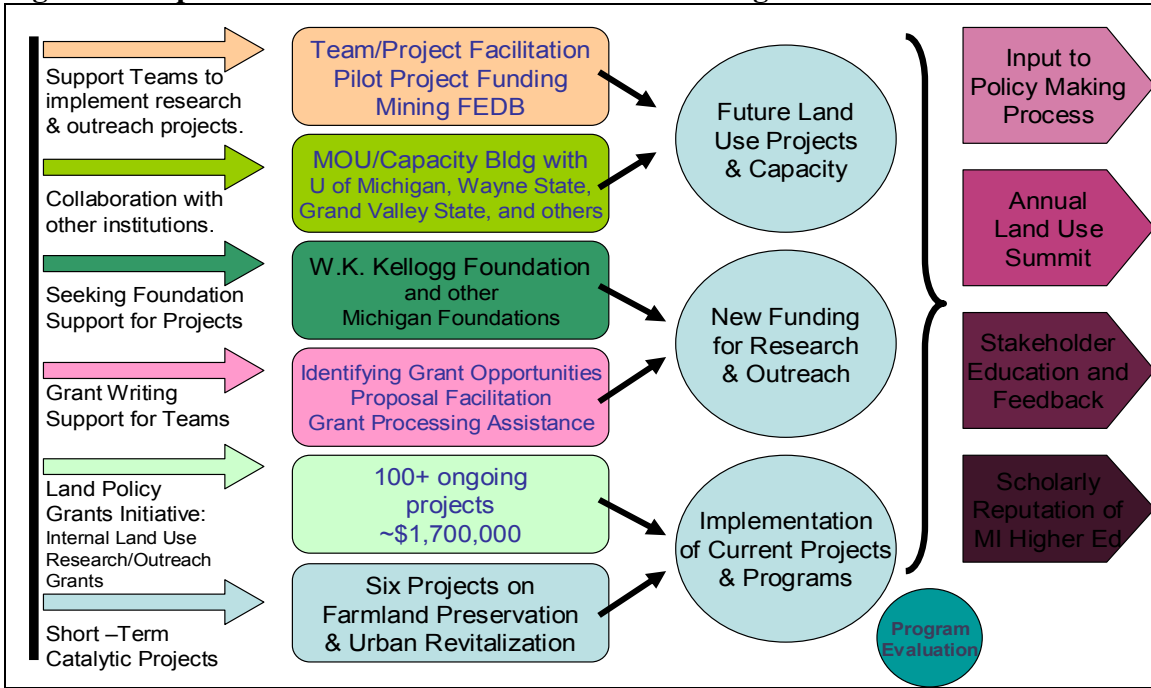 Support Teams to
implement research
& outreach projects.
Collaboration with
other institutions.
Seeking Foundation
Support for Projects
Grant Writing
Support for Teams
Land Policy
Grants Initiative:
Internal Land Use
Research/Outreach
Grants
Short –Term
Catalytic Projects
Team/Project Facilitation
Pilot Project Funding
Mining FEDB
MOU/Capacity Bldg with
U of Michigan, Wayne State,
Grand Valley State, and others
W.K. Kellogg Foundation
and other
Michigan Foundations
Identifying Grant Opportunities
Proposal Facilitation
Grant Processing Assistance
100+ ongoing
projects
~$1,700,000
Six Projects on
Farmland Preservation
& Urban Revitalization
Future Land
Use Projects
& Capacity
New Funding
for Research
& Outreach
Implementation
of Current Projects
& Programs
Program
Evaluation
Input to
Policy Making
Process
Annual
Land Use
Summit
Stakeholder
Education and
Feedback
Scholarly
Reputation of
MI Higher Ed